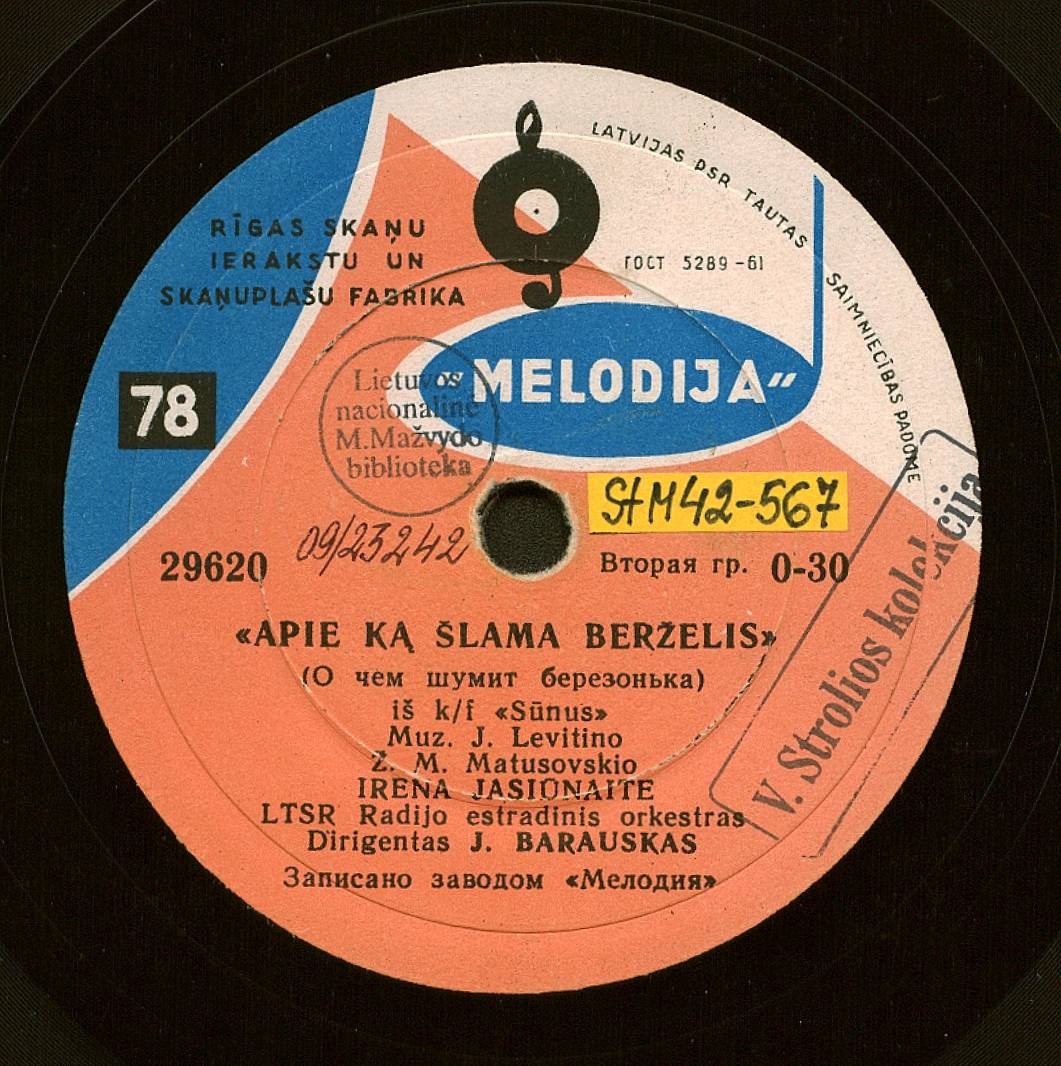 LATVIJAS PSR TAUTAS SAIMNIECĪBAS PADOME
RĪGAS SKAŅU
IERAKSTU UN
SKAŅUPLAŠU FABRIKA
ГОСТ 5289-61
"MELODIJA"
78
Lietuvos
nacionalinė
M.Mažvydo
biblioteka
StM42-567
09/23242
29620
Вторая гр. 0-30
«APIE KĄ ŠLAMA BERŽELIS»
(О чем шумит березонька)
iš k/f «Sūnus»
Muz. J. Levitino
Ž. M. Matusovskio
IRENA JASIŪNAITE
LTSR Radijo estradinis orkestras
Dirigentas J. BARAUSKAS
Записано заводом «Мелодия»
V. Strolios kolekcija